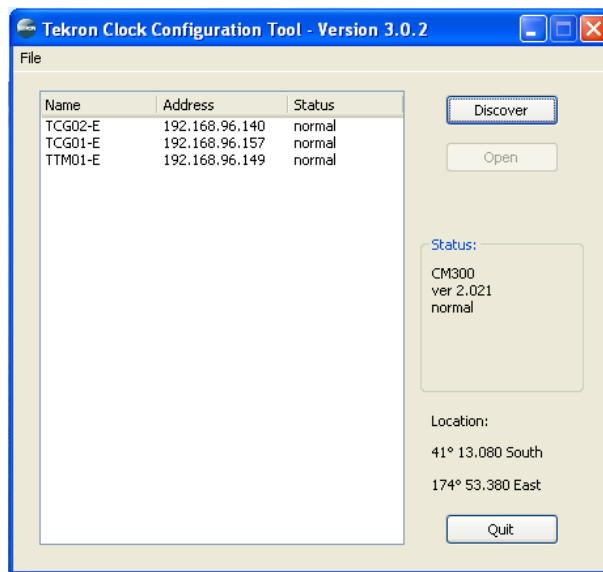 Tekron Clock Configuration Tool - Version 3.0.2
File
Name Address Status
TCG02-E 192.168.96.140 normal
TCG01-E 192.168.96.157 normal
TTM01-E 192.168.96.149 normal
Discover
Open
Status:
CM300
ver 2.021
normal
Location:
41° 13.080 South
174° 53.380 East
Quit